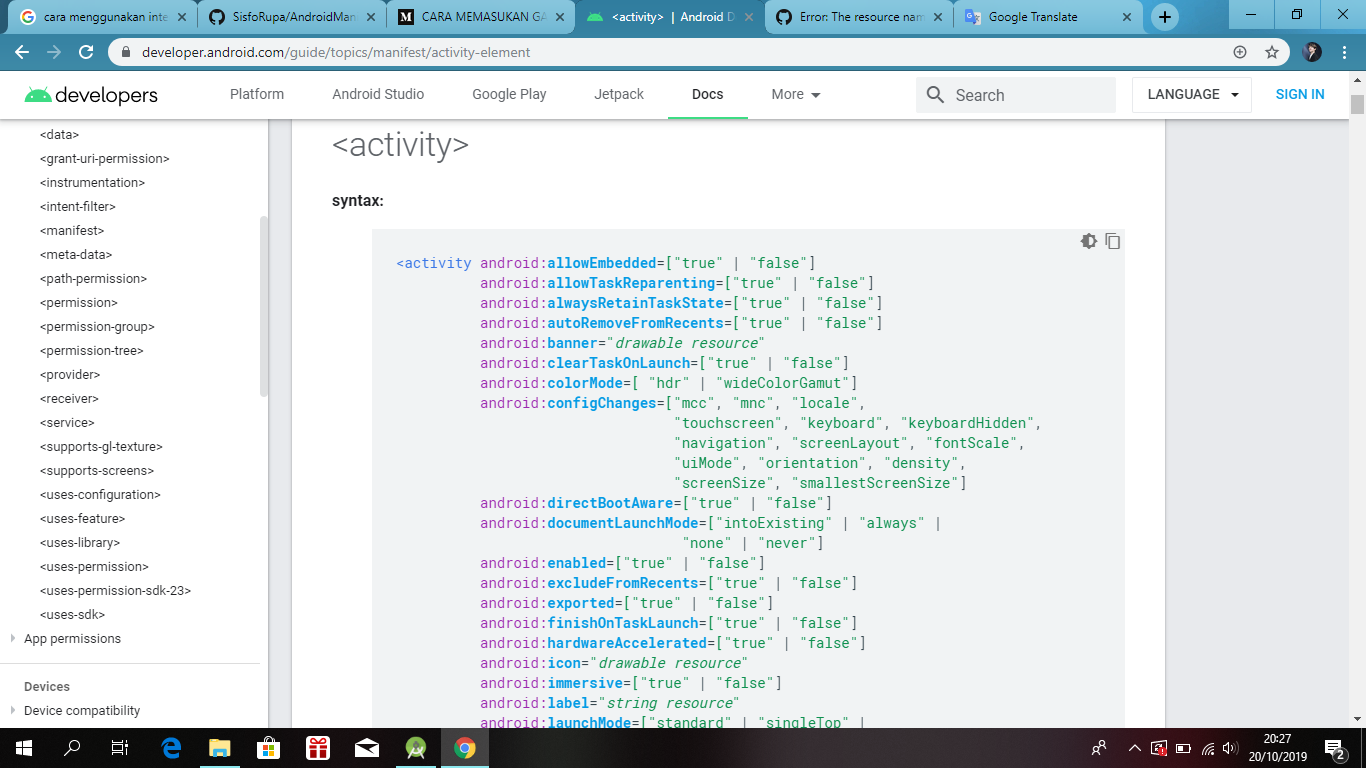 cara menggunakan inte
SisfoRupa/AndroidMan
CARA MEMASUKAN GA
<activity> | Android D
Error: The resource nam
Google Translate
developer.android.com/guide/topics/manifest/activity-element
developers
Platform
Android Studio
Google Play
Jetpack
Docs
More
Search
LANGUAGE
SIGN IN
<data>
<grant-uri-permission>
<instrumentation>
<intent-filter>
<manifest>
<meta-data>
<path-permission>
<permission>
<permission-group>
<permission-tree>
<provider>
<receiver>
<service>
<supports-gl-texture>
<supports-screens>
<uses-configuration>
<uses-feature>
<uses-library>
<uses-permission>
<uses-permission-sdk-23>
<uses-sdk>
App permissions
Devices
Device compatibility
<activity>
syntax:
<activity android:allowEmbedded=["true" | "false"]
android:allowTaskReparenting=["true" | "false"]
android:alwaysRetainTaskState=["true" | "false"]
android:autoRemoveFromRecents=["true" | "false"]
android:banner="drawable resource"
android:clearTaskOnLaunch=["true" | "false"]
android:colorMode=[ "hdr" | "wideColorGamut"]
android:configChanges=["mcc", "mnc", "locale",
"touchscreen", "keyboard", "keyboardHidden",
"navigation", "screenLayout", "fontScale",
"uiMode", "orientation", "density",
"screenSize", "smallestScreenSize"]
android:directBootAware=["true" | "false"]
android:documentLaunchMode=["intoExisting" | "always" |
"none" | "never"]
android:enabled=["true" | "false"]
android:excludeFromRecents=["true" | "false"]
android:exported=["true" | "false"]
android:finishOnTaskLaunch=["true" | "false"]
android:hardwareAccelerated=["true" | "false"]
android:icon="drawable resource"
android:immersive=["true" | "false"]
android:label="string resource"
android:launchMode=["standard" | "singleTop" |
20:27
20/10/2019
2